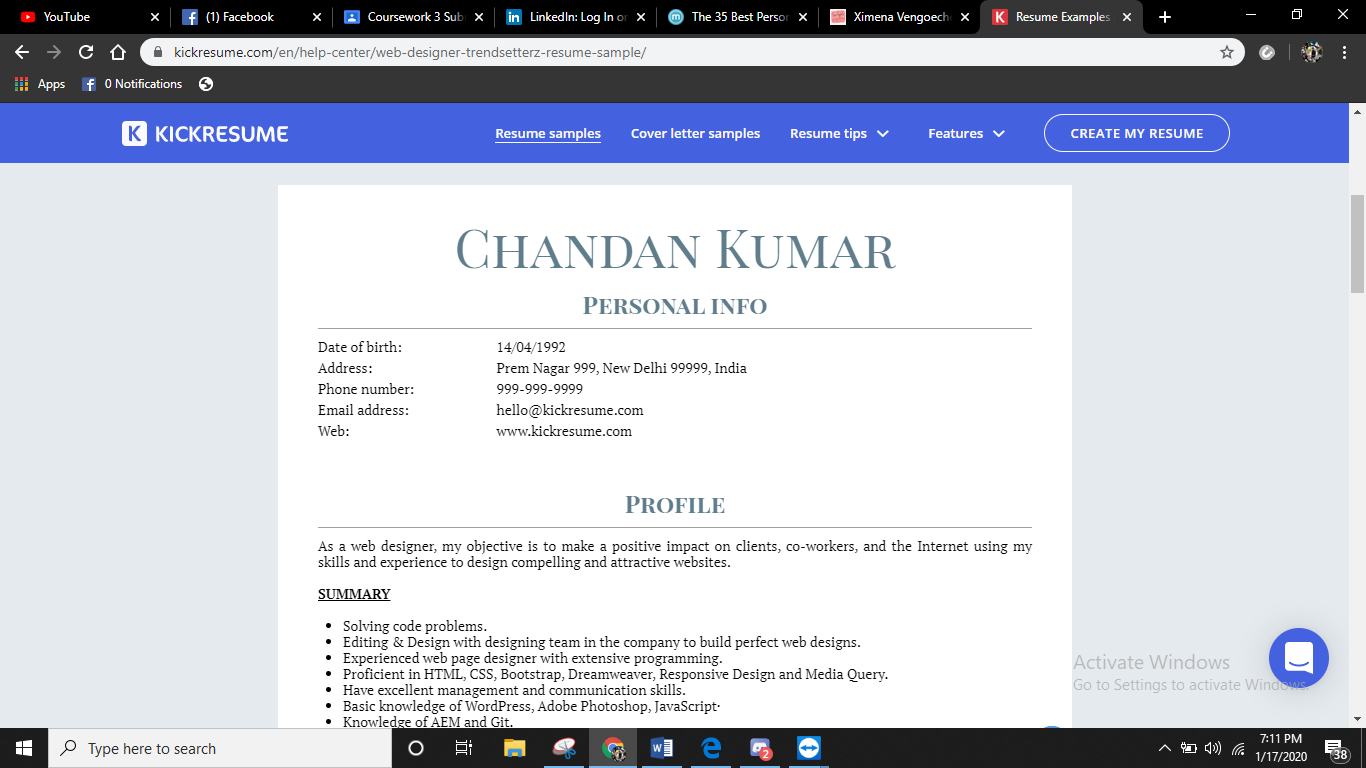 YouTube
(1) Facebook
Coursework 3 Sub
LinkedIn: Log In or
The 35 Best Person
Ximena Vengoech
Resume Examples
kickresume.com/en/help-center/web-designer-trendsetterz-resume-sample/
Apps
0 Notifications
K KICKRESUME
Resume samples
Cover letter samples
Resume tips
Features
CREATE MY RESUME
CHANDAN KUMAR
PERSONAL INFO
Date of birth: 14/04/1992
Address: Prem Nagar 999, New Delhi 99999, India
Phone number: 999-999-9999
Email address: hello@kickresume.com
Web: www.kickresume.com
PROFILE
As a web designer, my objective is to make a positive impact on clients, co-workers, and the Internet using my
skills and experience to design compelling and attractive websites.
SUMMARY
• Solving code problems.
• Editing & Design with designing team in the company to build perfect web designs.
• Experienced web page designer with extensive programming.
• Proficient in HTML, CSS, Bootstrap, Dreamweaver, Responsive Design and Media Query.
• Have excellent management and communication skills.
• Basic knowledge of WordPress, Adobe Photoshop, JavaScript·
• Knowledge of AEM and Git.
Activate Windows
Go to Settings to activate Windows.
Type here to search
2
7:11 PM
1/17/2020
38